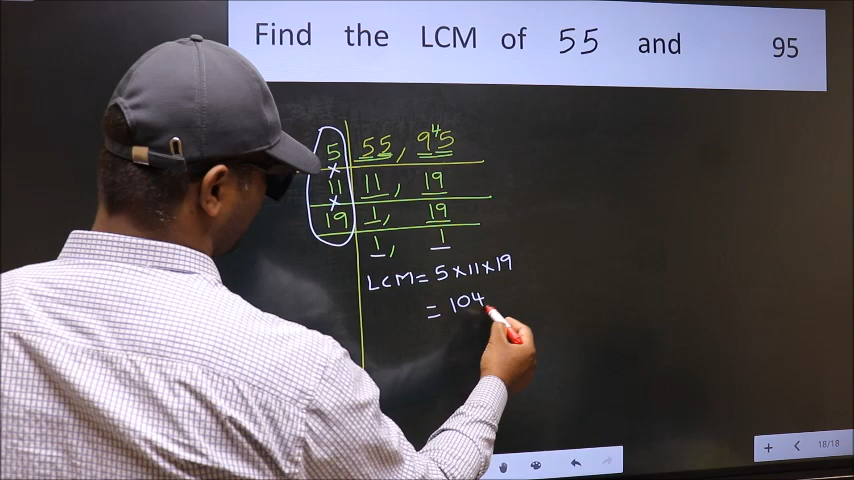 Find the LCM of 55 and 95
5 55, 9⁴5
×
11 11, 19
×
19 1, 19
1, 1
LCM = 5×11×19
= 104
18/18